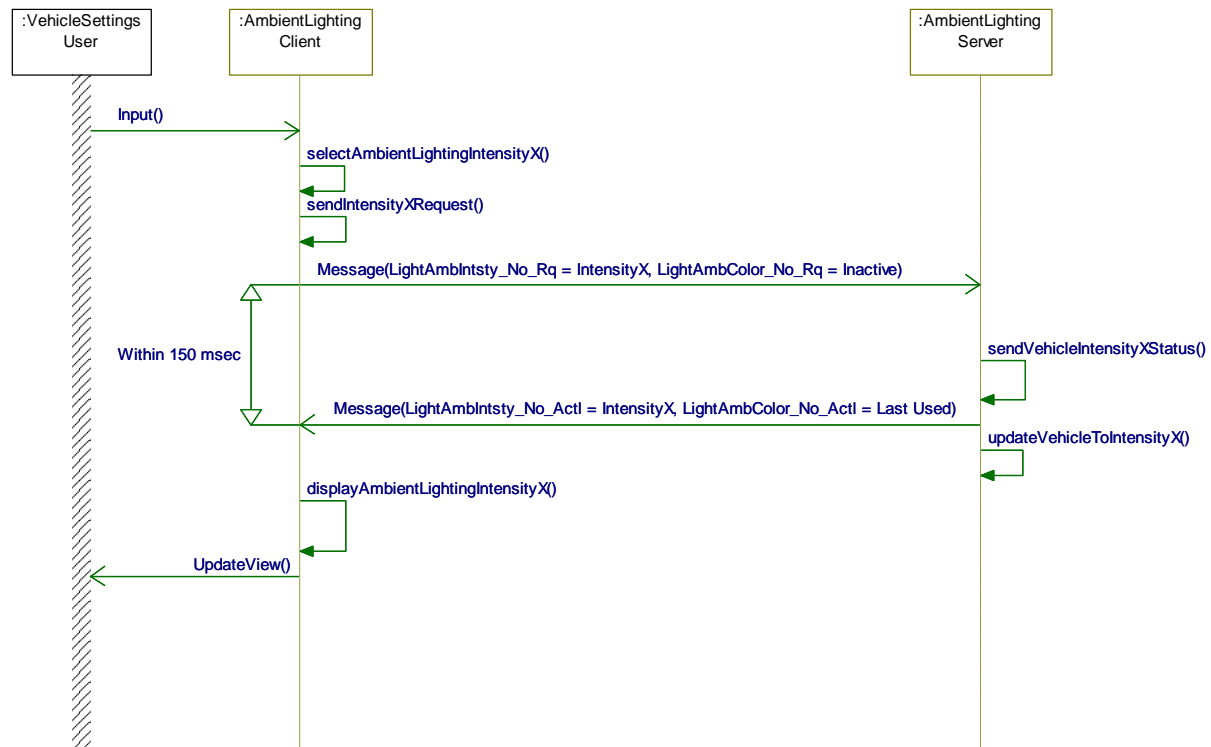 :VehicleSettings
User
:AmbientLighting
Client
:AmbientLighting
Server
Input()
selectAmbientLightingIntensityX()
sendIntensityXRequest()
Message(LightAmbIntsty_No_Rq = IntensityX, LightAmbColor_No_Rq = Inactive)
Within 150 msec
sendVehicleIntensityXStatus()
Message(LightAmbIntsty_No_Actl = IntensityX, LightAmbColor_No_Actl = Last Used)
updateVehicleToIntensityX()
displayAmbientLightingIntensityX()
UpdateView()